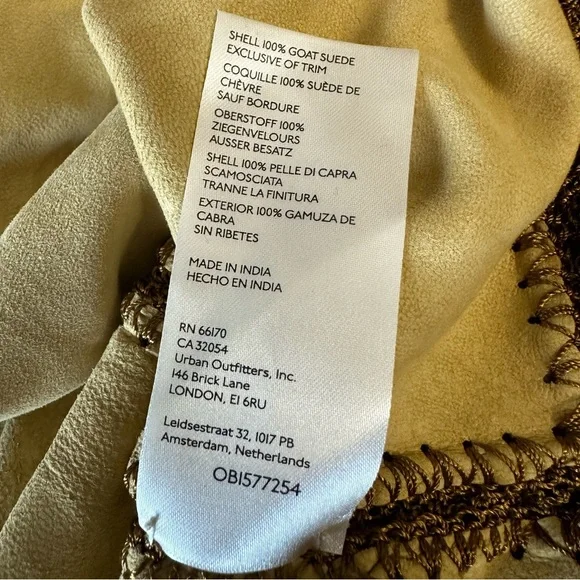 SHELL 100% GOAT SUEDE
EXCLUSIVE OF TRIM
COQUILLE 100% SUÈDE DE
CHÈVRE
SAUF BORDURE
OBERSTOFF 100%
ZIEGENVELOURS
AUSSER BESATZ
SHELL 100% PELLE DI CAPRA
SCAMOSCIATA
TRANNE LA FINITURA
EXTERIOR 100% GAMUZA DE
CABRA
SIN RIBETES
MADE IN INDIA
HECHO EN INDIA
RN 66170
CA 32054
Urban Outfitters, Inc.
146 Brick Lane
LONDON, E1 6RU
Leidsestraat 32, 1017 PB
Amsterdam, Netherlands
OB1577254